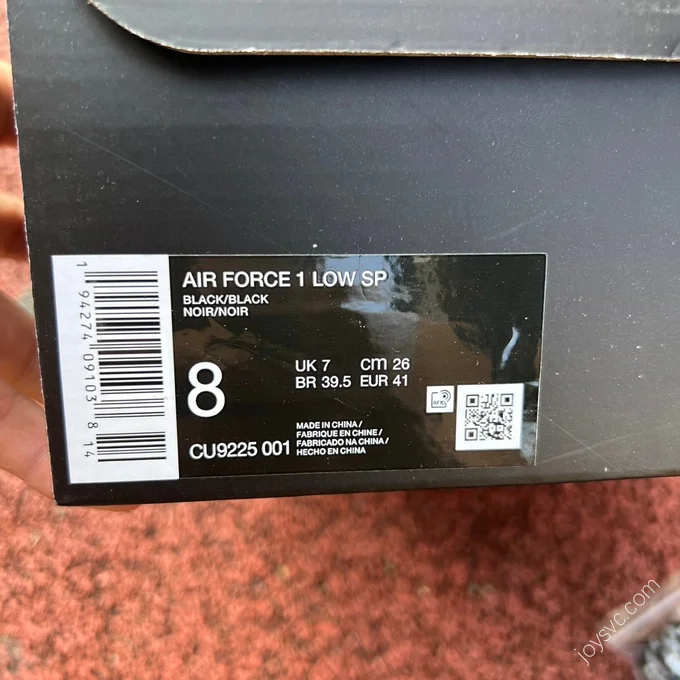 AIR FORCE 1 LOW SP
BLACK/BLACK
NOIR/NOIR
8
UK 7 cm 26
BR 39.5 EUR 41
CU9225 001
MADE IN CHINA/
FABRIQUE EN CHINE/
FABRICADO NA CHINA/
HECHO EN CHINA
RFID
1 94274 09103 8 14
joysvc.com